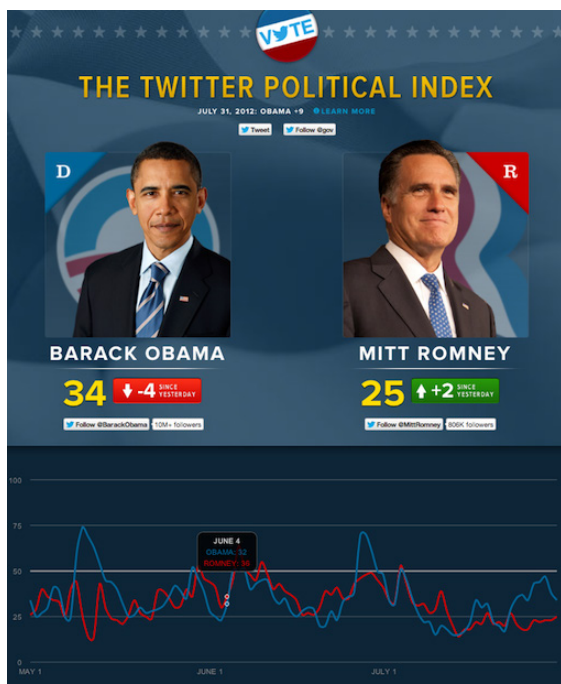 VOTE
THE TWITTER POLITICAL INDEX
JULY 31, 2012: OBAMA +9 LEARN MORE
Tweet Follow @gov
D
R
BARACK OBAMA
MITT ROMNEY
34 -4 SINCE YESTERDAY
25 +2 SINCE YESTERDAY
Follow @BarackObama 10M+ followers
Follow @MittRomney 806K followers
100
75
50
25
0
JUNE 4
OBAMA: 32
ROMNEY: 36
MAY 1
JUNE 1
JULY 1